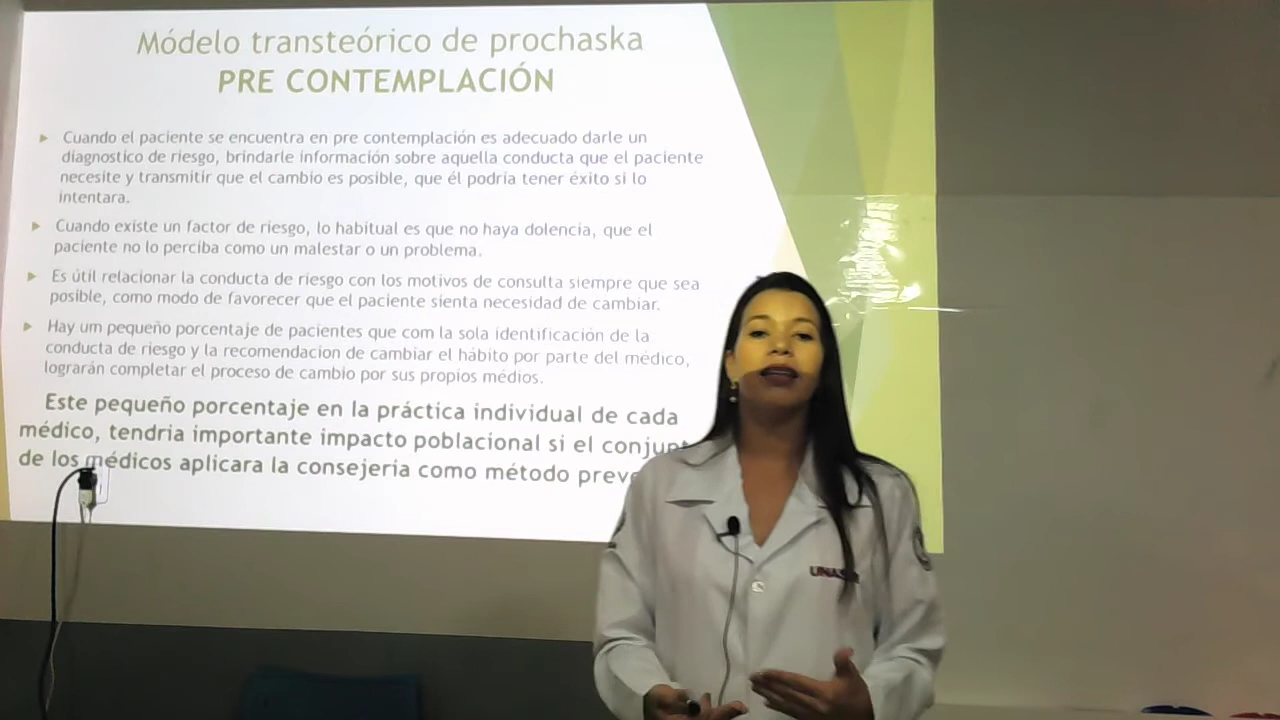 Módelo transteórico de prochaska
PRE CONTEMPLACIÓN
Cuando el paciente se encuentra en pre contemplación es adecuado darle un
diagnostico de riesgo, brindarle información sobre aquella conducta que el paciente
necesite y transmitir que el cambio es posible, que él podría tener éxito si lo
intentara.
Cuando existe un factor de riesgo, lo habitual es que no haya dolencia, que el
paciente no lo perciba como un malestar o un problema.
Es útil relacionar la conducta de riesgo con los motivos de consulta siempre que sea
posible, como modo de favorecer que el paciente sienta necesidad de cambiar.
Hay um pequeño porcentaje de pacientes que com la sola identificación de la
conducta de riesgo y la recomendacion de cambiar el hábito por parte del médico,
lograrán completar el proceso de cambio por sus propios médios.
Este pequeño porcentaje en la práctica individual de cada
médico, tendria importante impacto poblacional si el
de los médicos aplicara la consejeria como método